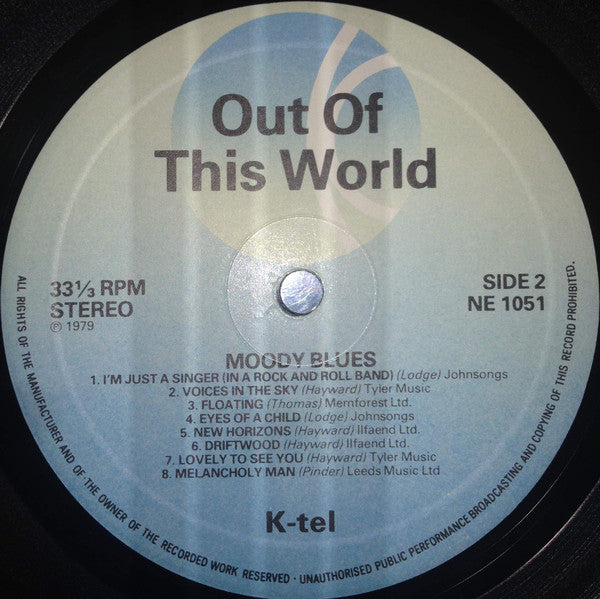 Out Of
This World
33⅓ RPM
STEREO
℗ 1979
SIDE 2
NE 1051
MOODY BLUES
1. I'M JUST A SINGER (IN A ROCK AND ROLL BAND) (Lodge) Johnsongs
2. VOICES IN THE SKY (Hayward) Tyler Music
3. FLOATING (Thomas) Mernforest Ltd.
4. EYES OF A CHILD (Lodge) Johnsongs
5. NEW HORIZONS (Hayward) Ilfaend Ltd.
6. DRIFTWOOD (Hayward) Ilfaend Ltd.
7. LOVELY TO SEE YOU (Hayward) Tyler Music
8. MELANCHOLY MAN (Pinder) Leeds Music Ltd
K-tel
ALL RIGHTS OF THE MANUFACTURER AND OF THE OWNER OF THE RECORDED WORK RESERVED · UNAUTHORISED PUBLIC PERFORMANCE BROADCASTING AND COPYING OF THIS RECORD PROHIBITED.